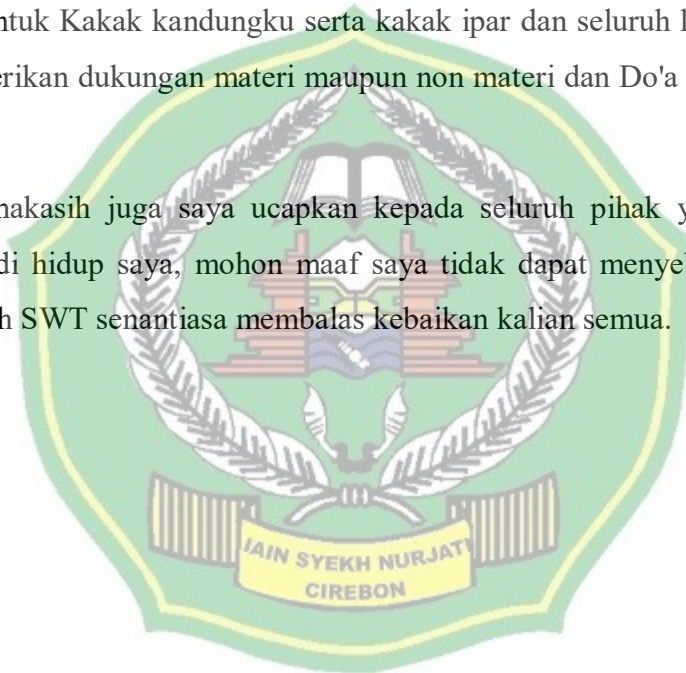 ntuk Kakak kandungku serta kakak ipar dan seluruh k
erikan dukungan materi maupun non materi dan Do'a
makasih juga saya ucapkan kepada seluruh pihak y
di hidup saya, mohon maaf saya tidak dapat menyeb
h SWT senantiasa membalas kebaikan kalian semua.
IAIN SYEKH NURJATI
CIREBON